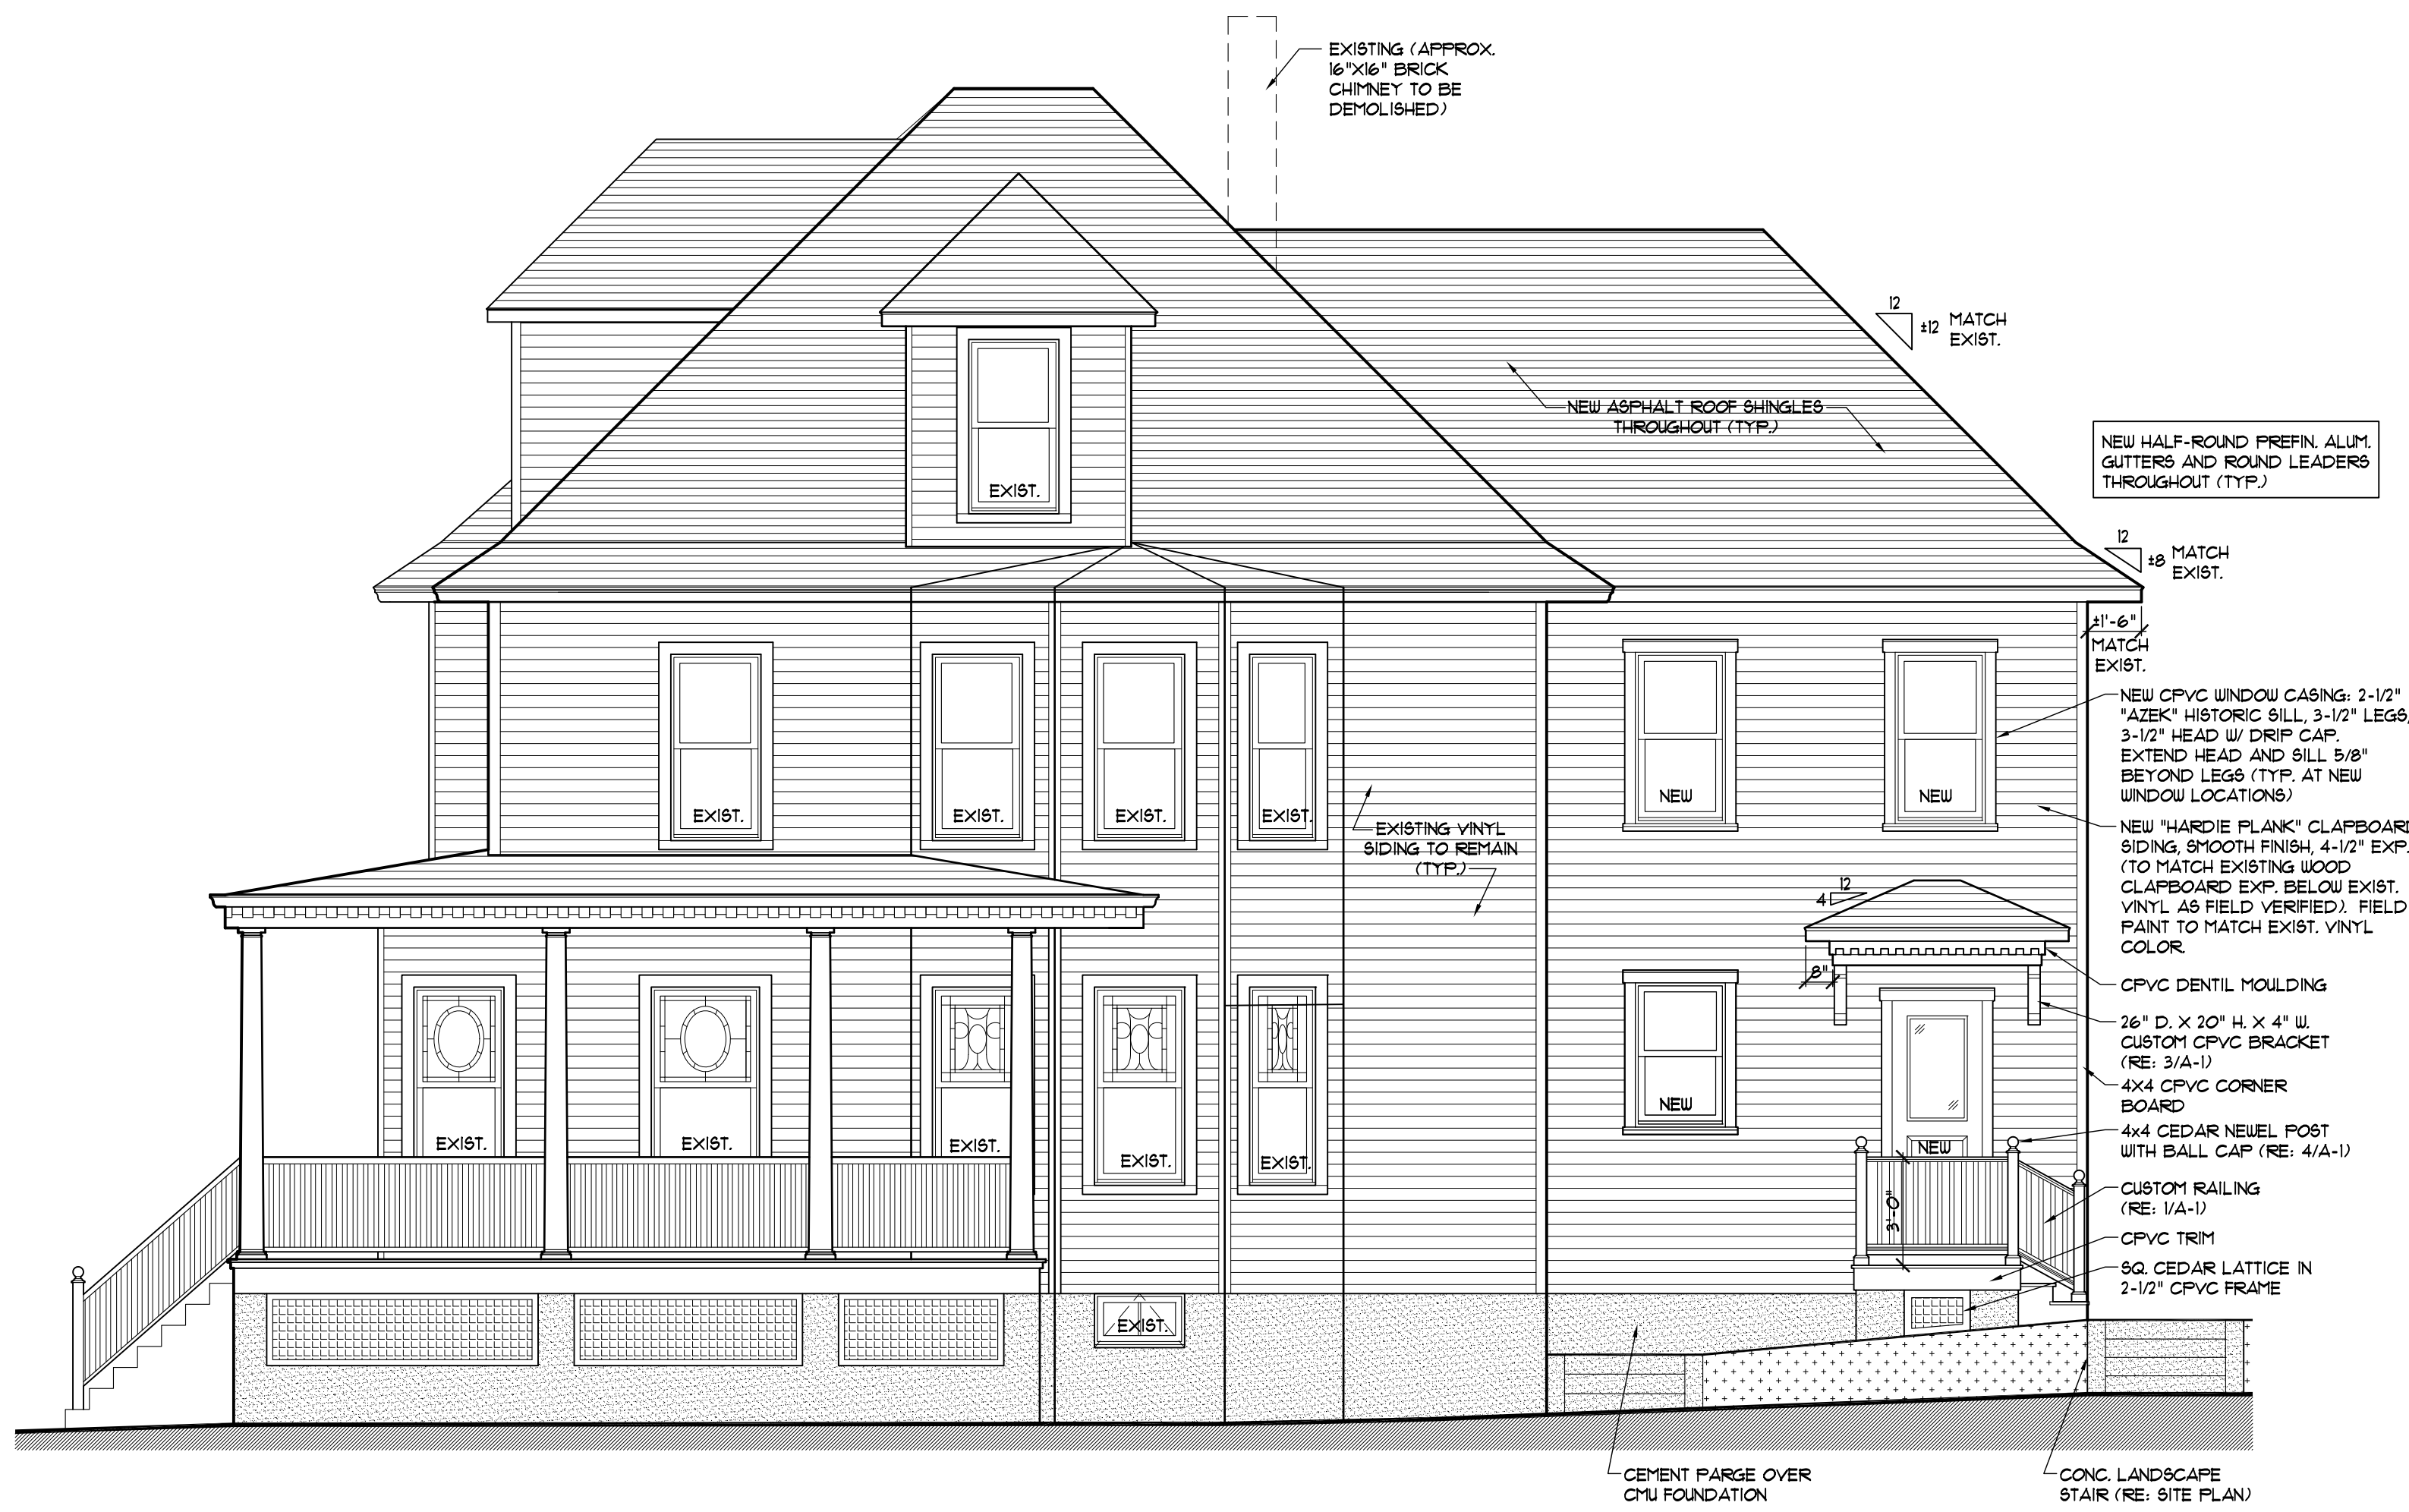 EXISTING (APPROX.
16"X16" BRICK
CHIMNEY TO BE
DEMOLISHED)
12
±12
MATCH
EXIST.
NEW ASPHALT ROOF SHINGLES
THROUGHOUT (TYP.)
NEW HALF-ROUND PREFIN. ALUM.
GUTTERS AND ROUND LEADERS
THROUGHOUT (TYP.)
EXIST.
12
±8
MATCH
EXIST.
±1'-6"
MATCH
EXIST.
NEW CPVC WINDOW CASING: 2-1/2"
"AZEK" HISTORIC SILL, 3-1/2" LEGS,
3-1/2" HEAD W/ DRIP CAP.
EXTEND HEAD AND SILL 5/8"
BEYOND LEGS (TYP. AT NEW
WINDOW LOCATIONS)
EXIST.
EXIST.
EXIST.
EXIST.
NEW
NEW
EXISTING VINYL
SIDING TO REMAIN
(TYP.)
NEW "HARDIE PLANK" CLAPBOARD
SIDING, SMOOTH FINISH, 4-1/2" EXP.
(TO MATCH EXISTING WOOD
CLAPBOARD EXP. BELOW EXIST.
VINYL AS FIELD VERIFIED). FIELD
PAINT TO MATCH EXIST. VINYL
COLOR.
12
4
8"
CPVC DENTIL MOULDING
26" D. X 20" H. X 4" W.
CUSTOM CPVC BRACKET
(RE: 3/A-1)
4X4 CPVC CORNER
BOARD
EXIST.
EXIST.
EXIST.
EXIST.
EXIST.
NEW
NEW
4x4 CEDAR NEWEL POST
WITH BALL CAP (RE: 4/A-1)
3'-0"
CUSTOM RAILING
(RE: 1/A-1)
CPVC TRIM
SQ. CEDAR LATTICE IN
2-1/2" CPVC FRAME
EXIST.
CEMENT PARGE OVER
CMU FOUNDATION
CONC. LANDSCAPE
STAIR (RE: SITE PLAN)